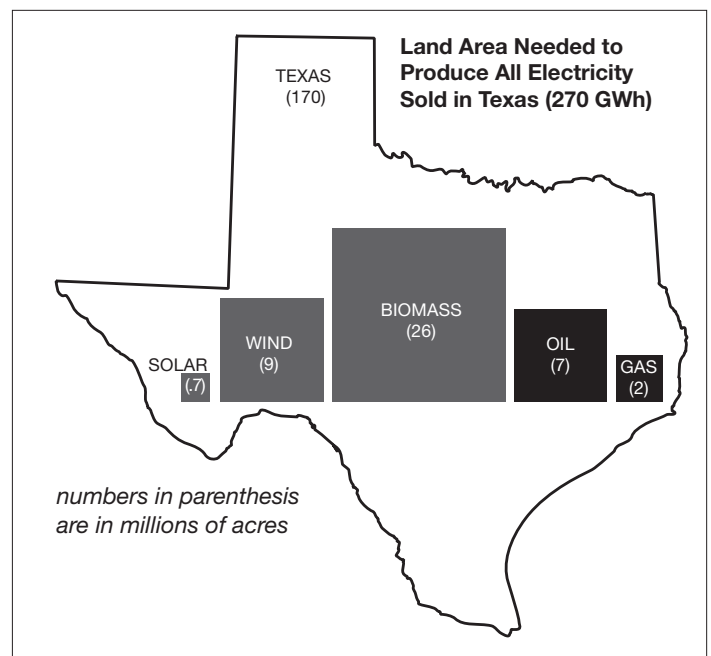 Land Area Needed to
Produce All Electricity
Sold in Texas (270 GWh)
TEXAS
(170)
SOLAR
(.7)
WIND
(9)
BIOMASS
(26)
OIL
(7)
GAS
(2)
numbers in parenthesis
are in millions of acres